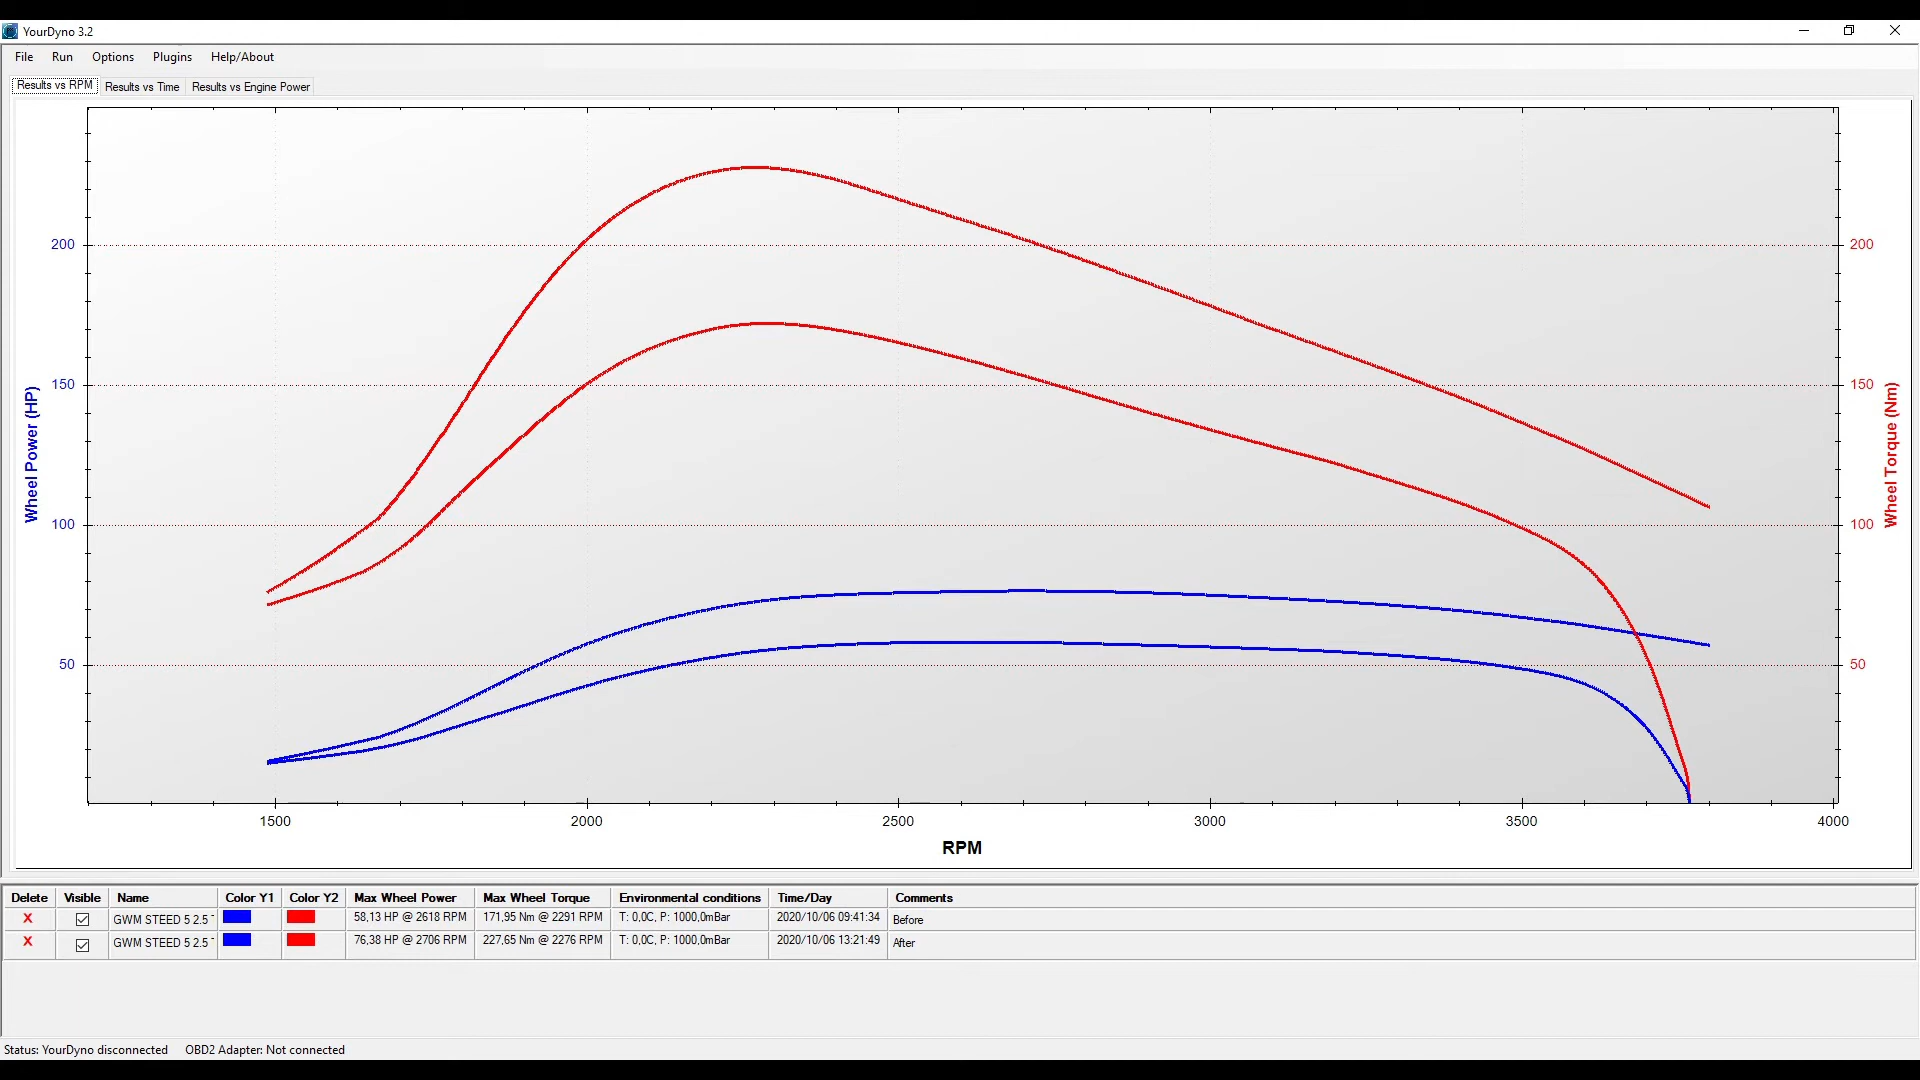 YourDyno 3.2
File Run Options Plugins Help/About
Results vs RPM Results vs Time Results vs Engine Power
200 200
150 150
Wheel Power (HP)
Wheel Torque (Nm)
100 100
50 50
1500 2000 2500 3000 3500 4000
RPM
Delete Visible Name Color Y1 Color Y2 Max Wheel Power Max Wheel Torque Environmental conditions Time/Day Comments
X GWM STEED 5 2.5 58,13 HP @ 2618 RPM 171,95 Nm @ 2291 RPM T: 0,0C, P: 1000,0mBar 2020/10/06 09:41:34 Before
X GWM STEED 5 2.5 76,38 HP @ 2706 RPM 227,65 Nm @ 2276 RPM T: 0,0C, P: 1000,0mBar 2020/10/06 13:21:49 After
Status: YourDyno disconnected OBD2 Adapter: Not connected